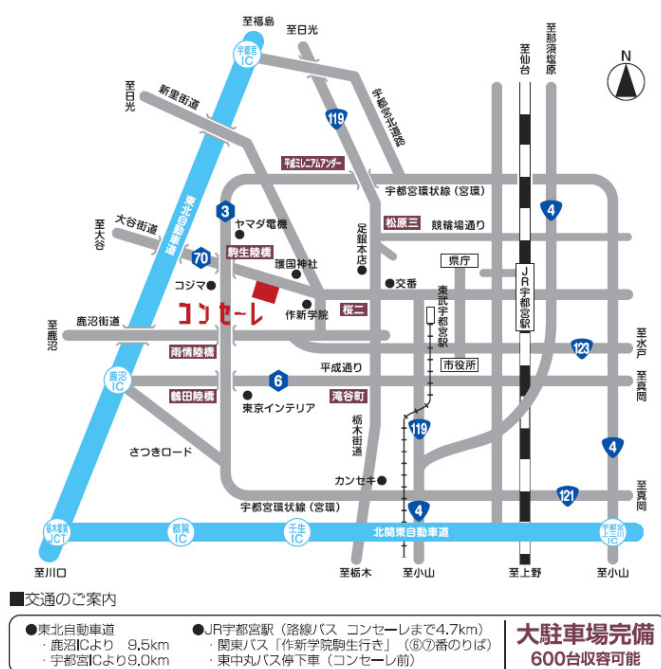 至福島
至日光
至仙台
至那須塩原
N
宇都宮
IC
新里街道
至日光
119
宇都宮北道路
平成ミレニアムアンダー
宇都宮環状線（宮環）
4
東北自動車道
3
大谷街道
至大谷
70
ヤマダ電機
駒生陸橋
護国神社
足銀本店
松原三
競輪場通り
県庁
JR宇都宮駅
コジマ
コンセーレ
作新学院
交番
桜二
東武宇都宮駅
至鹿沼
鹿沼街道
雨情陸橋
平成通り
123
至水戸
市役所
鹿沼
IC
鶴田陸橋
6
滝谷町
至真岡
東京インテリア
栃木街道
119
さつきロード
カンセキ
4
宇都宮環状線（宮環）
4
121
至真岡
栃木都賀
JCT
都賀
IC
壬生
IC
北関東自動車道
宇都宮
上三川
IC
至川口
至栃木
至小山
至上野
至小山
■交通のご案内
●東北自動車道
・鹿沼ICより 9.5km
・宇都宮ICより9.0km
●JR宇都宮駅（路線バス コンセーレまで4.7km）
・関東バス「作新学院駒生行き」（⑥⑦番のりば）
・東中丸バス停下車（コンセーレ前）
大駐車場完備
600台収容可能